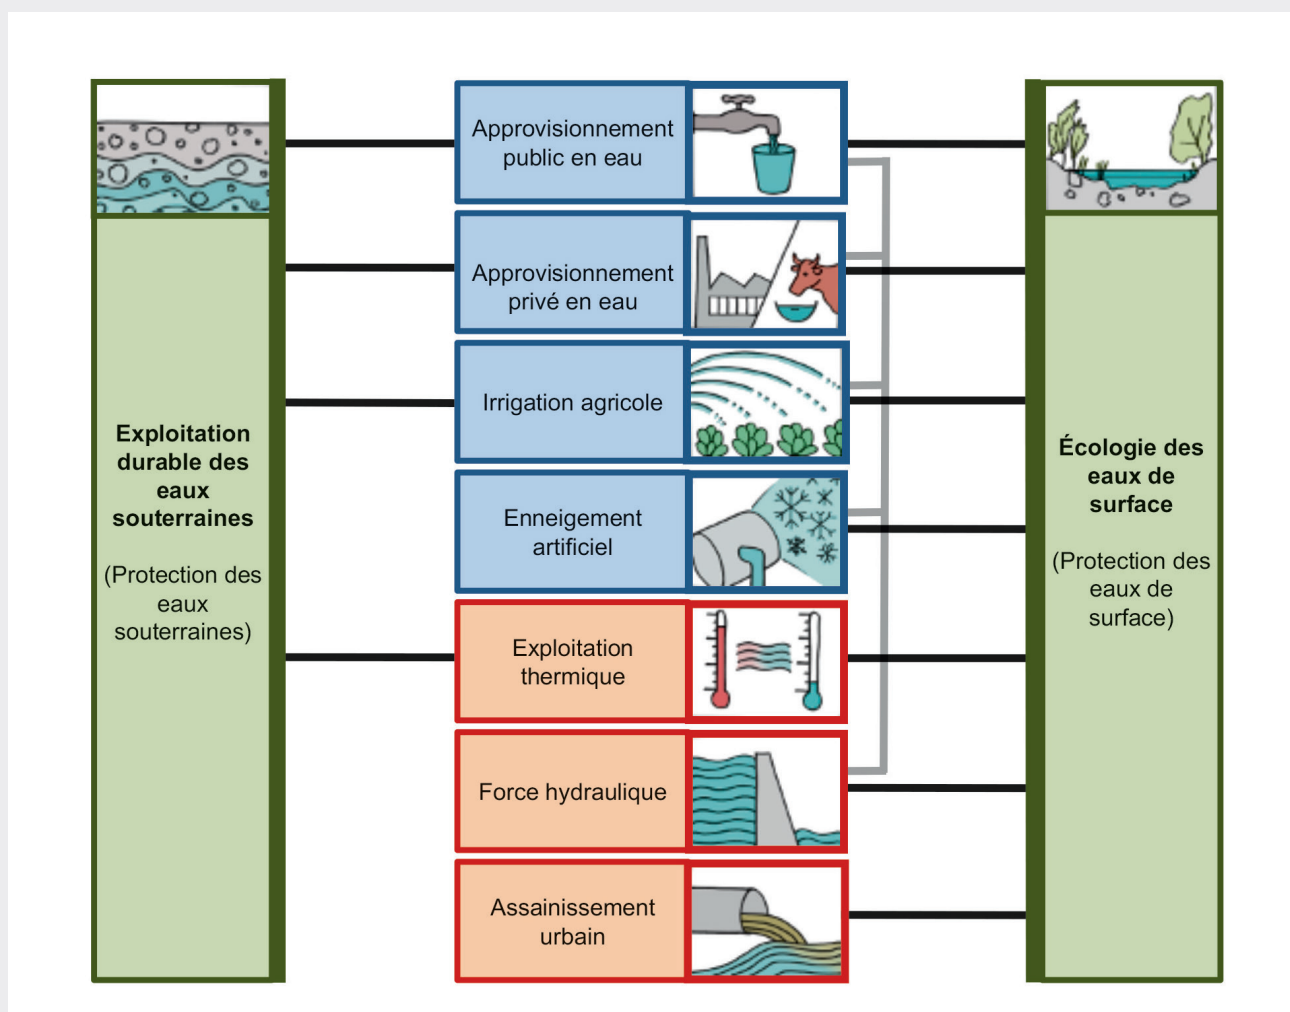 Exploitation
durable des
eaux
souterraines
(Protection des
eaux
souterraines)
Approvisionnement
public en eau
Approvisionnement
privé en eau
Irrigation agricole
Enneigement
artificiel
Exploitation
thermique
Force hydraulique
Assainissement
urbain
Écologie des
eaux de
surface
(Protection des
eaux de
surface)